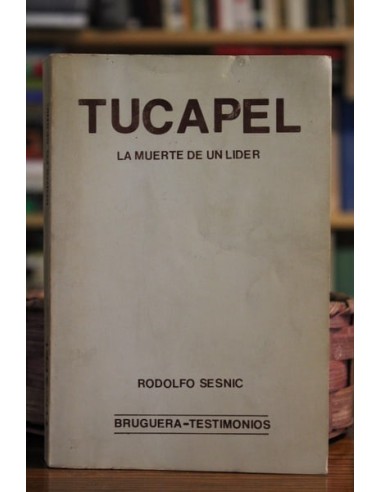 TUCAPEL
LA MUERTE DE UN LIDER
RODOLFO SESNIC
BRUGUERA-TESTIMONIOS